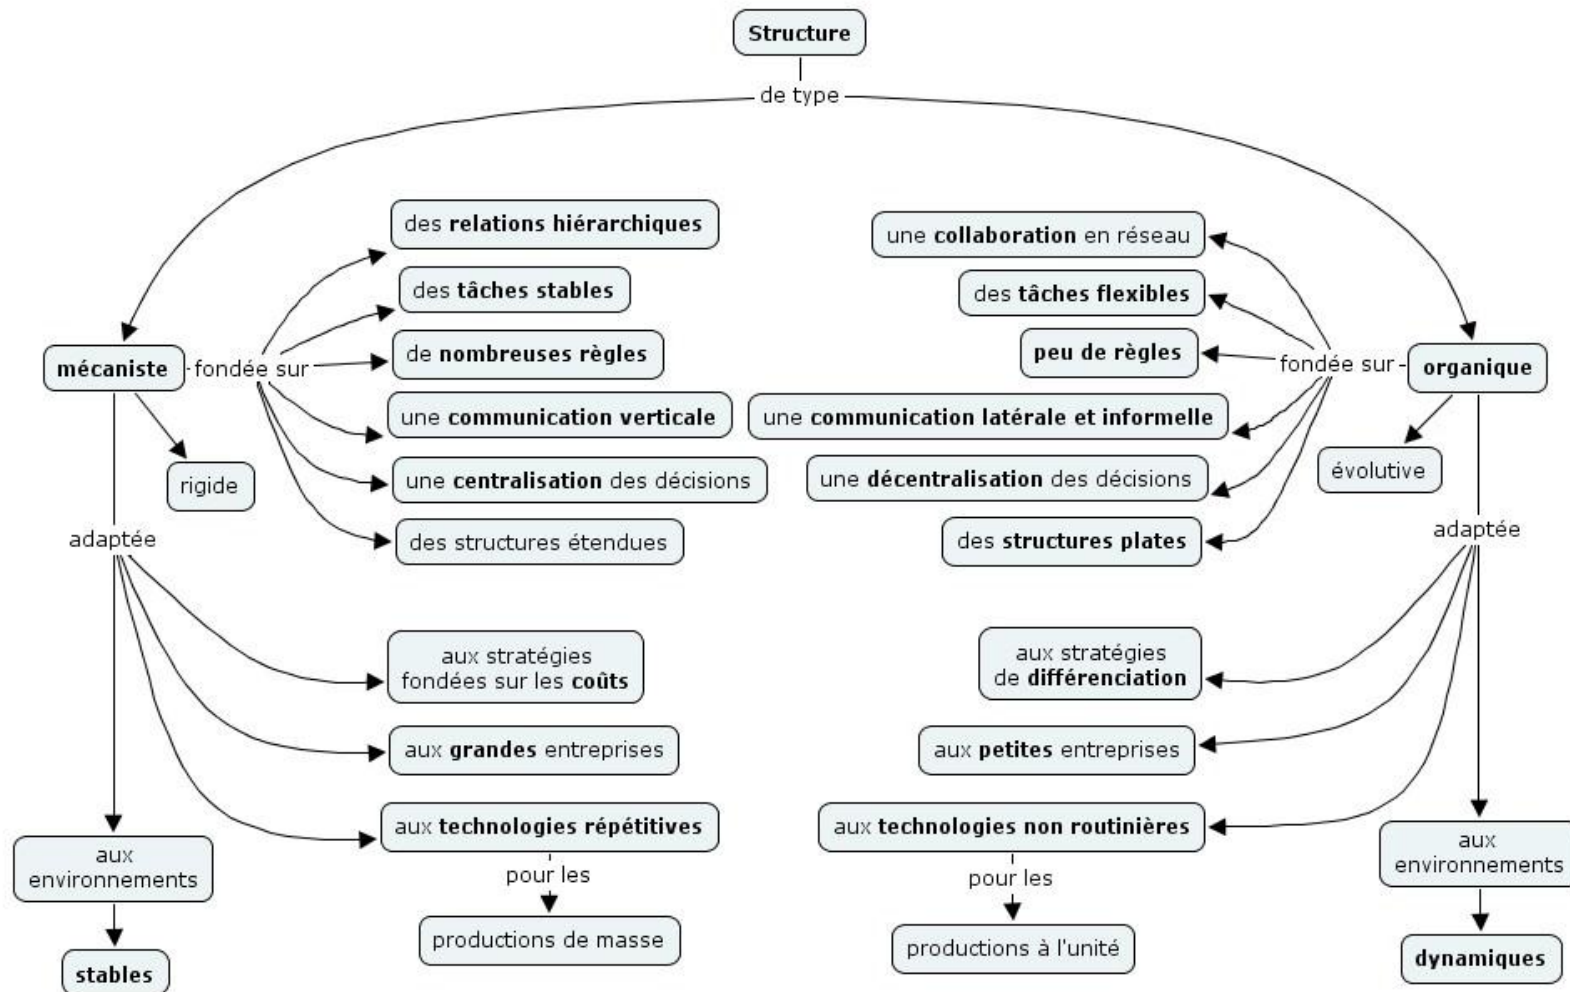 Structure
de type
des relations hiérarchiques
des tâches stables
de nombreuses règles
mécaniste
fondée sur
une communication verticale
rigide
une centralisation des décisions
des structures étendues
adaptée
aux stratégies
fondées sur les coûts
aux grandes entreprises
aux technologies répétitives
pour les
productions de masse
aux
environnements
stables
une collaboration en réseau
des tâches flexibles
peu de règles
fondée sur
organique
une communication latérale et informelle
évolutive
une décentralisation des décisions
des structures plates
adaptée
aux stratégies
de différenciation
aux petites entreprises
aux technologies non routinières
pour les
productions à l'unité
aux
environnements
dynamiques